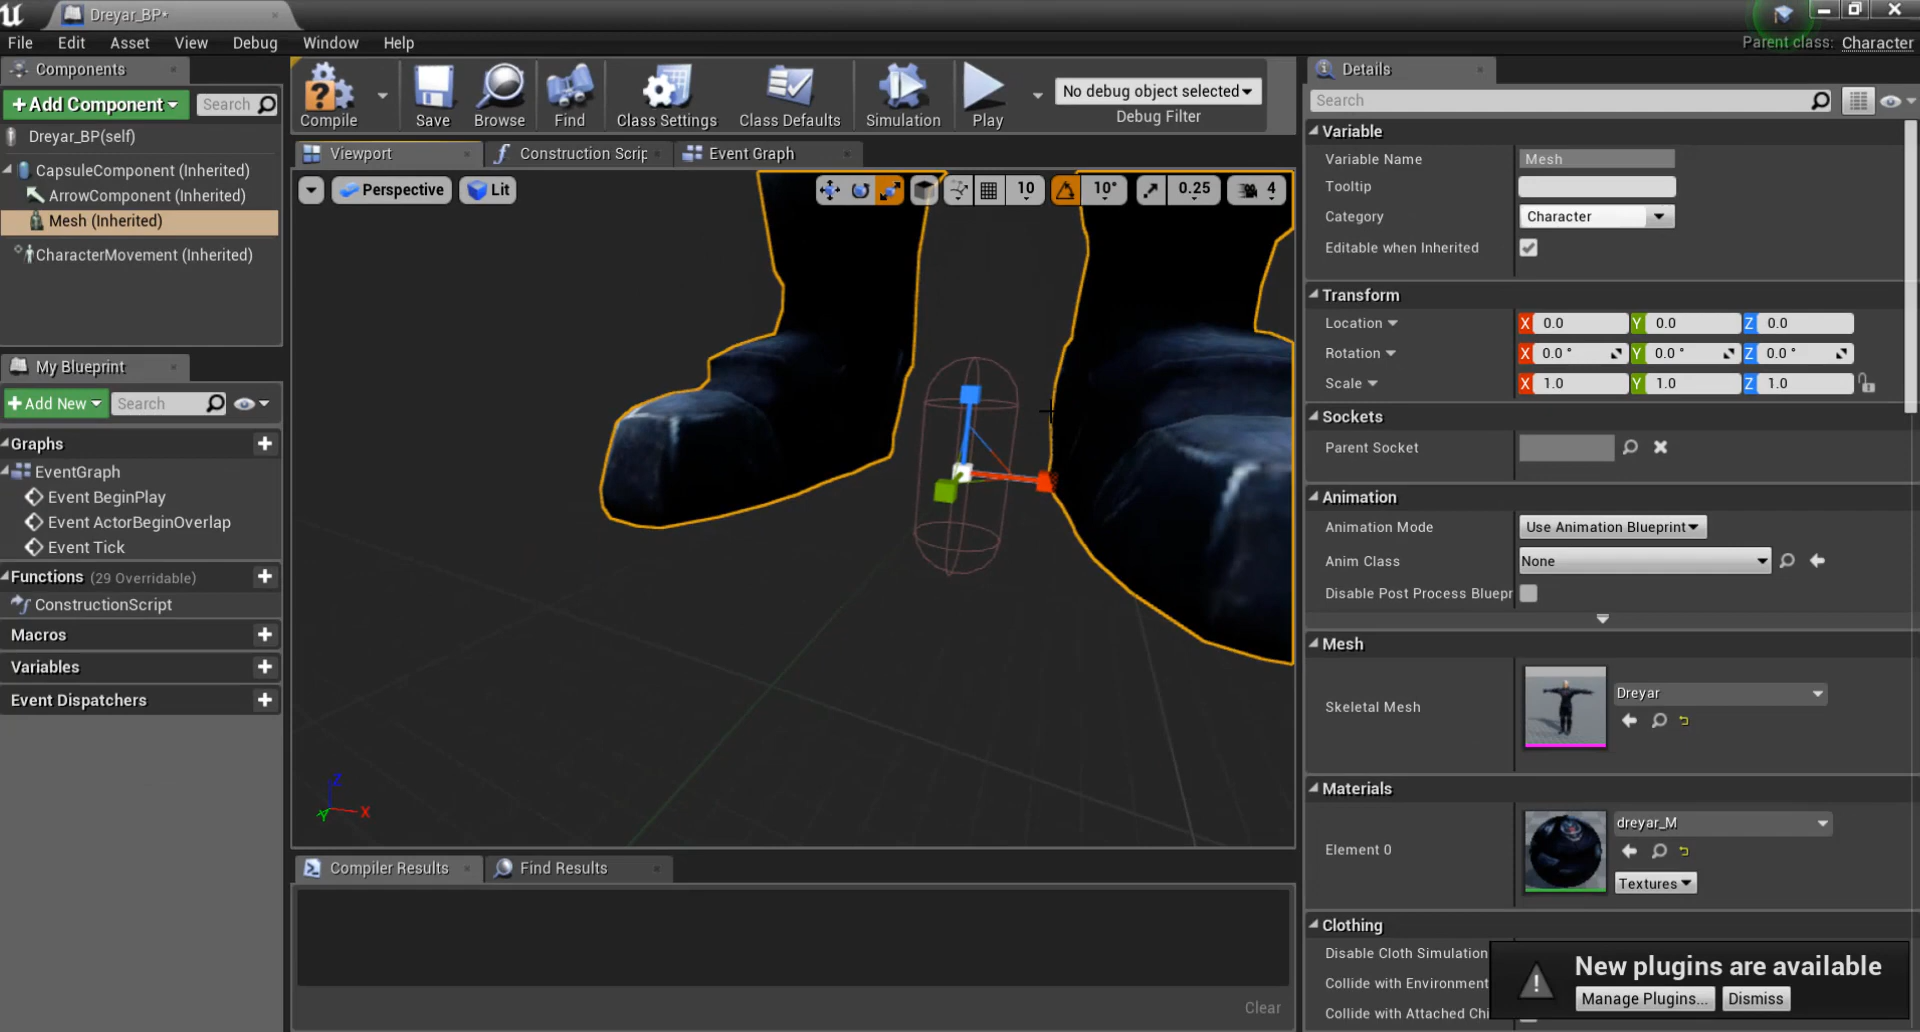 Dreyar_BP*
File Edit Asset View Debug Window Help
Parent class: Character
Components
+Add Component
Search
Dreyar_BP(self)
CapsuleComponent (Inherited)
ArrowComponent (Inherited)
Mesh (Inherited)
CharacterMovement (Inherited)
My Blueprint
+Add New
Search
Graphs
EventGraph
Event BeginPlay
Event ActorBeginOverlap
Event Tick
Functions (29 Overridable)
ConstructionScript
Macros
Variables
Event Dispatchers
Compile
Save
Browse
Find
Class Settings
Class Defaults
Simulation
Play
No debug object selected
Debug Filter
Viewport
Construction Scrip
Event Graph
Perspective
Lit
10
10°
0.25
4
Z
X
Y
Compiler Results
Find Results
Clear
Details
Search
Variable
Variable Name Mesh
Tooltip
Category Character
Editable when Inherited
Transform
Location X 0.0 Y 0.0 Z 0.0
Rotation X 0.0 ° Y 0.0 ° Z 0.0 °
Scale X 1.0 Y 1.0 Z 1.0
Sockets
Parent Socket
Animation
Animation Mode Use Animation Blueprint
Anim Class None
Disable Post Process Bluepr
Mesh
Skeletal Mesh Dreyar
Materials
Element 0 dreyar_M
Textures
Clothing
Disable Cloth Simulation
Collide with Environment
Collide with Attached Chi
New plugins are available
Manage Plugins... Dismiss